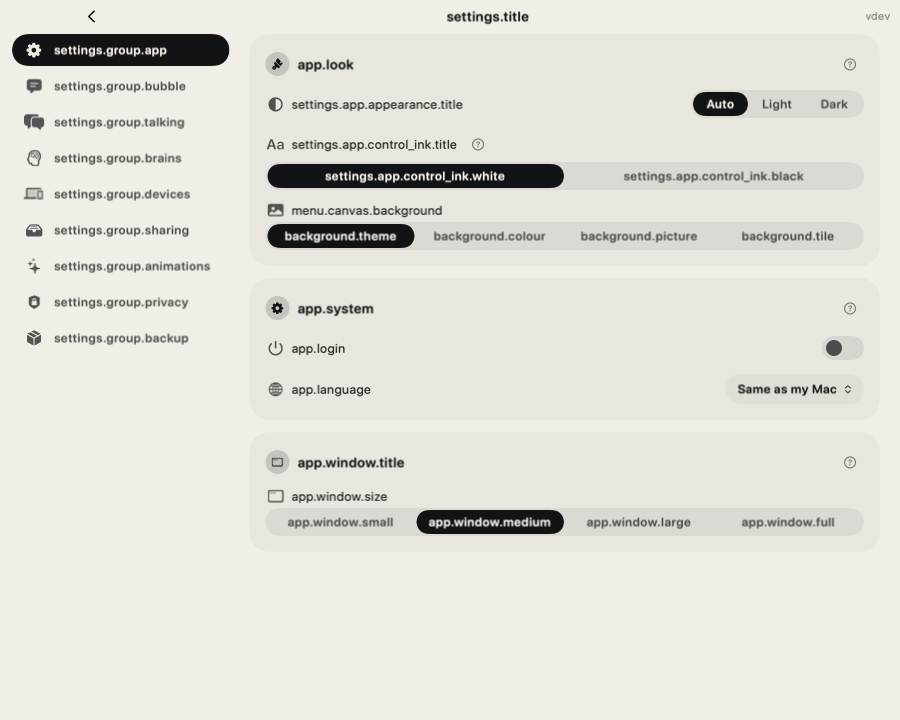 settings.title
vdev
settings.group.app
settings.group.bubble
settings.group.talking
settings.group.brains
settings.group.devices
settings.group.sharing
settings.group.animations
settings.group.privacy
settings.group.backup
app.look
?
settings.app.appearance.title
Auto Light Dark
Aa settings.app.control_ink.title ?
settings.app.control_ink.white settings.app.control_ink.black
menu.canvas.background
background.theme background.colour background.picture background.tile
app.system
?
app.login
app.language
Same as my Mac
app.window.title
?
app.window.size
app.window.small app.window.medium app.window.large app.window.full